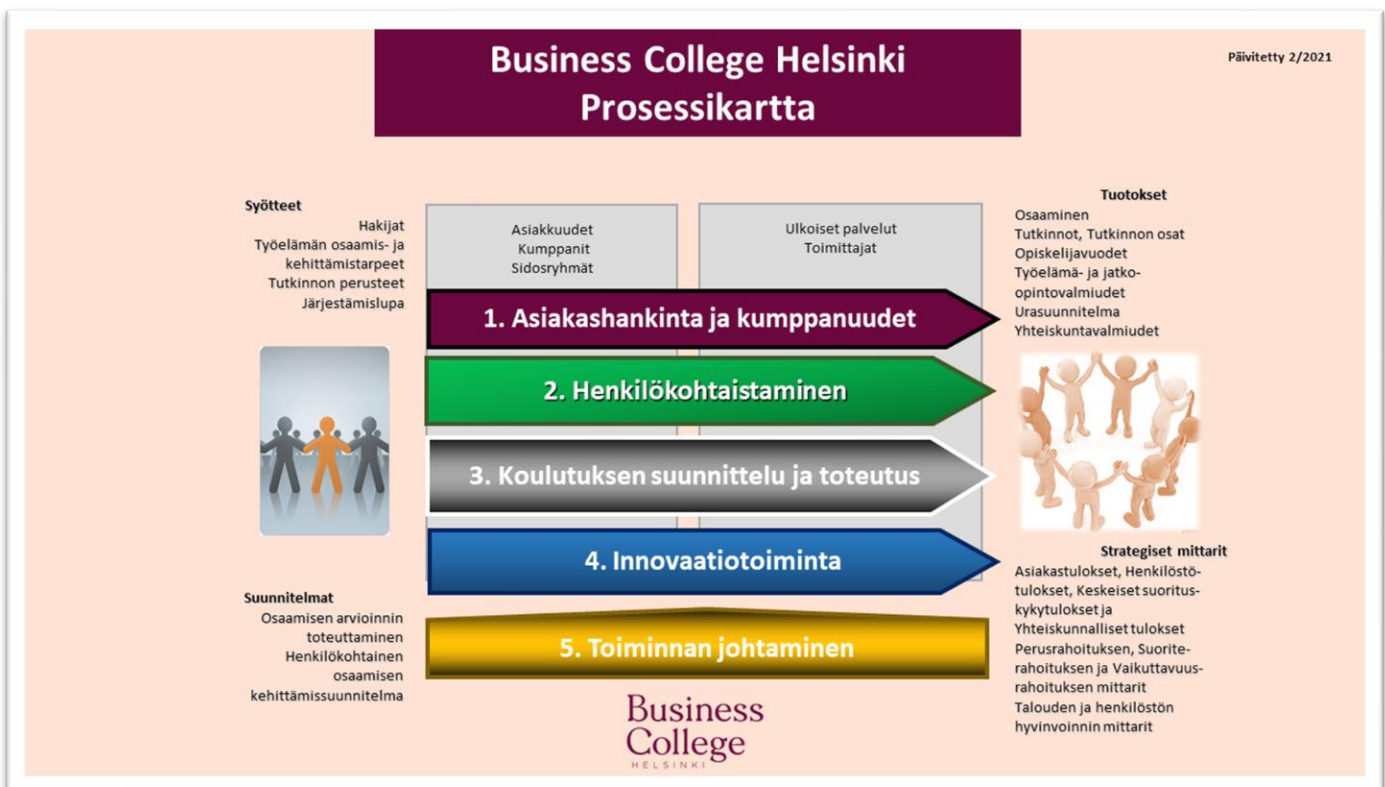 Business College Helsinki
Prosessikartta
Päivitetty 2/2021
Syötteet
Hakijat
Työelämän osaamis- ja
kehittämistarpeet
Tutkinnon perusteet
Järjestämislupa
Asiakkuudet
Kumppanit
Sidosryhmät
Ulkoiset palvelut
Toimittajat
Tuotokset
Osaaminen
Tutkinnot, Tutkinnon osat
Opiskelijavuodet
Työelämä- ja jatko-
opintovalmiudet
Urasuunnitelma
Yhteiskuntavalmiudet
1. Asiakashankinta ja kumppanuudet
2. Henkilökohtaistaminen
3. Koulutuksen suunnittelu ja toteutus
4. Innovaatiotoiminta
5. Toiminnan johtaminen
Suunnitelmat
Osaamisen arvioinnin
toteuttaminen
Henkilökohtainen
osaamisen
kehittämissuunnitelma
Strategiset mittarit
Asiakastulokset, Henkilöstö-
tulokset, Keskeiset suoritus-
kykytulokset ja
Yhteiskunnalliset tulokset
Perusrahoituksen, Suorite-
rahoituksen ja Vaikuttavuus-
rahoituksen mittarit
Talouden ja henkilöstön
hyvinvoinnin mittarit
Business
College
HELSINKI